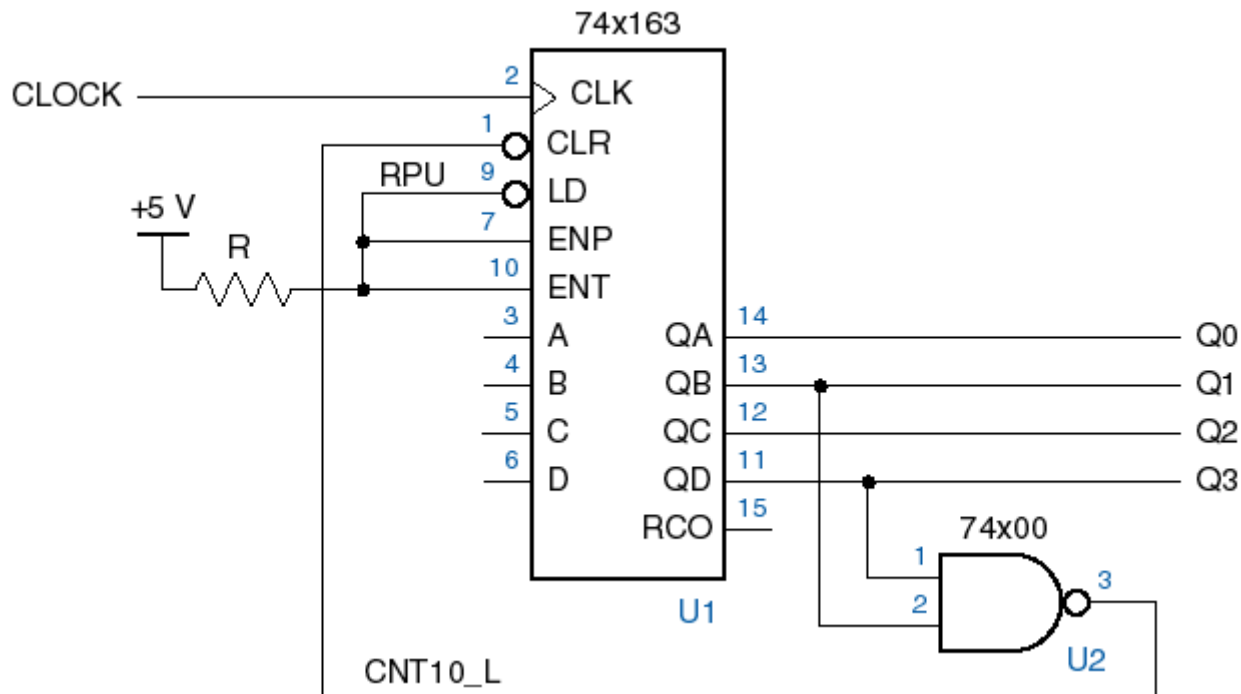 74x163
CLOCK
2
CLK
1
CLR
RPU
9
LD
+5 V
7
ENP
R
10
ENT
3
A
QA
14
Q0
4
B
QB
13
Q1
5
C
QC
12
Q2
6
D
QD
11
Q3
RCO
15
74x00
1
2
3
U1
U2
CNT10_L